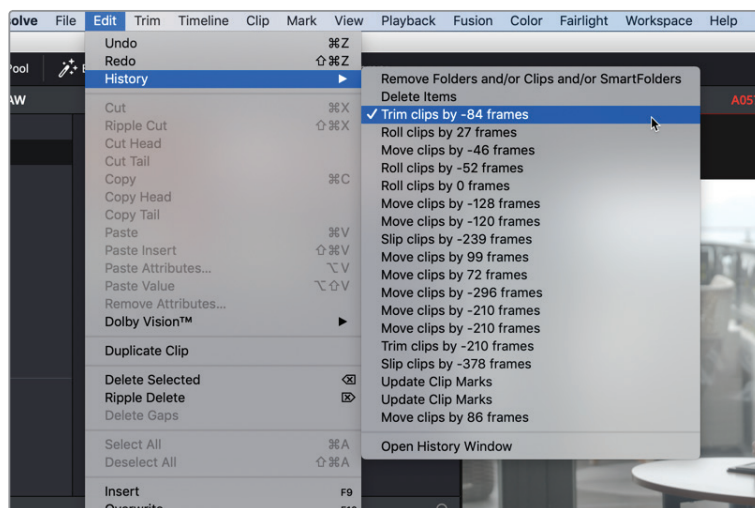 olve File Edit Trim Timeline Clip Mark View Playback Fusion Color Fairlight Workspace Help
Undo ⌘Z
Redo ⇧⌘Z
ool
History ▶
Remove Folders and/or Clips and/or SmartFolders
Delete Items
AW
A05
Cut ⌘X
✓ Trim clips by -84 frames
Ripple Cut ⇧⌘X
Roll clips by 27 frames
Cut Head
Move clips by -46 frames
Cut Tail
Roll clips by -52 frames
Copy ⌘C
Roll clips by 0 frames
Copy Head
Move clips by -128 frames
Copy Tail
Move clips by -120 frames
Paste ⌘V
Slip clips by -239 frames
Paste Insert ⇧⌘V
Move clips by 99 frames
Paste Attributes... ⌥V
Move clips by 72 frames
Paste Value ⌥⇧V
Move clips by -296 frames
Remove Attributes...
Move clips by -210 frames
Dolby Vision™ ▶
Move clips by -210 frames
Duplicate Clip
Trim clips by -210 frames
Slip clips by -378 frames
Delete Selected ⌫
Update Clip Marks
Ripple Delete ⌦
Update Clip Marks
Delete Gaps
Move clips by 86 frames
Select All ⌘A
Open History Window
Deselect All ⇧⌘A
Insert F9